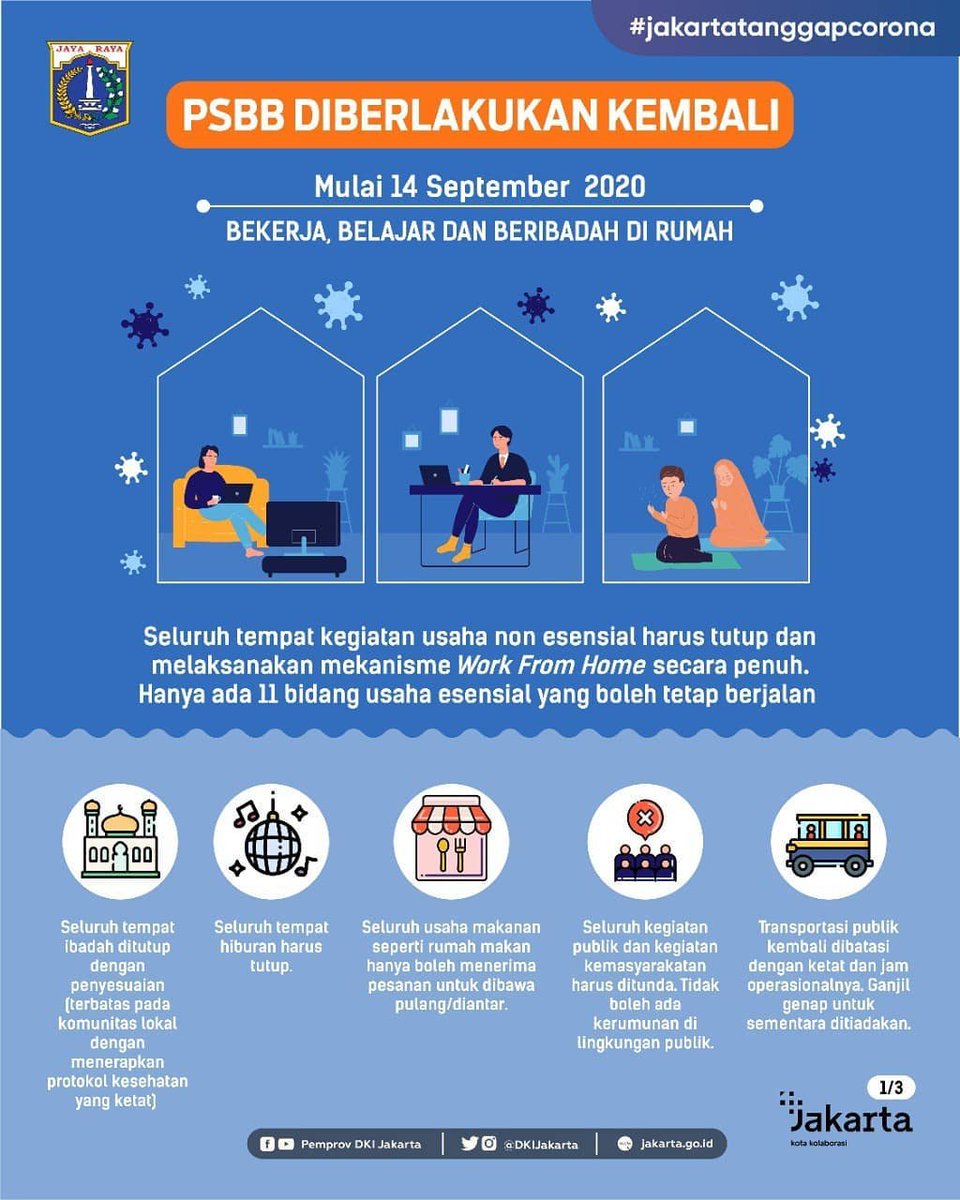 #jakartatanggapcorona
JAYA RAYA
PSBB DIBERLAKUKAN KEMBALI
Mulai 14 September 2020
BEKERJA, BELAJAR DAN BERIBADAH DI RUMAH
Seluruh tempat kegiatan usaha non esensial harus tutup dan
melaksanakan mekanisme Work From Home secara penuh.
Hanya ada 11 bidang usaha esensial yang boleh tetap berjalan
Seluruh tempat
ibadah ditutup
dengan
penyesuaian
(terbatas pada
komunitas lokal
dengan
menerapkan
protokol kesehatan
yang ketat)
Seluruh tempat
hiburan harus
tutup.
Seluruh usaha makanan
seperti rumah makan
hanya boleh menerima
pesanan untuk dibawa
pulang/diantar.
Seluruh kegiatan
publik dan kegiatan
kemasyarakatan
harus ditunda. Tidak
boleh ada
kerumunan di
lingkungan publik.
Transportasi publik
kembali dibatasi
dengan ketat dan jam
operasionalnya. Ganjil
genap untuk
sementara ditiadakan.
1/3
Jakarta
kota kolaborasi
Pemprov DKI Jakarta
@DKIJakarta
jakarta.go.id